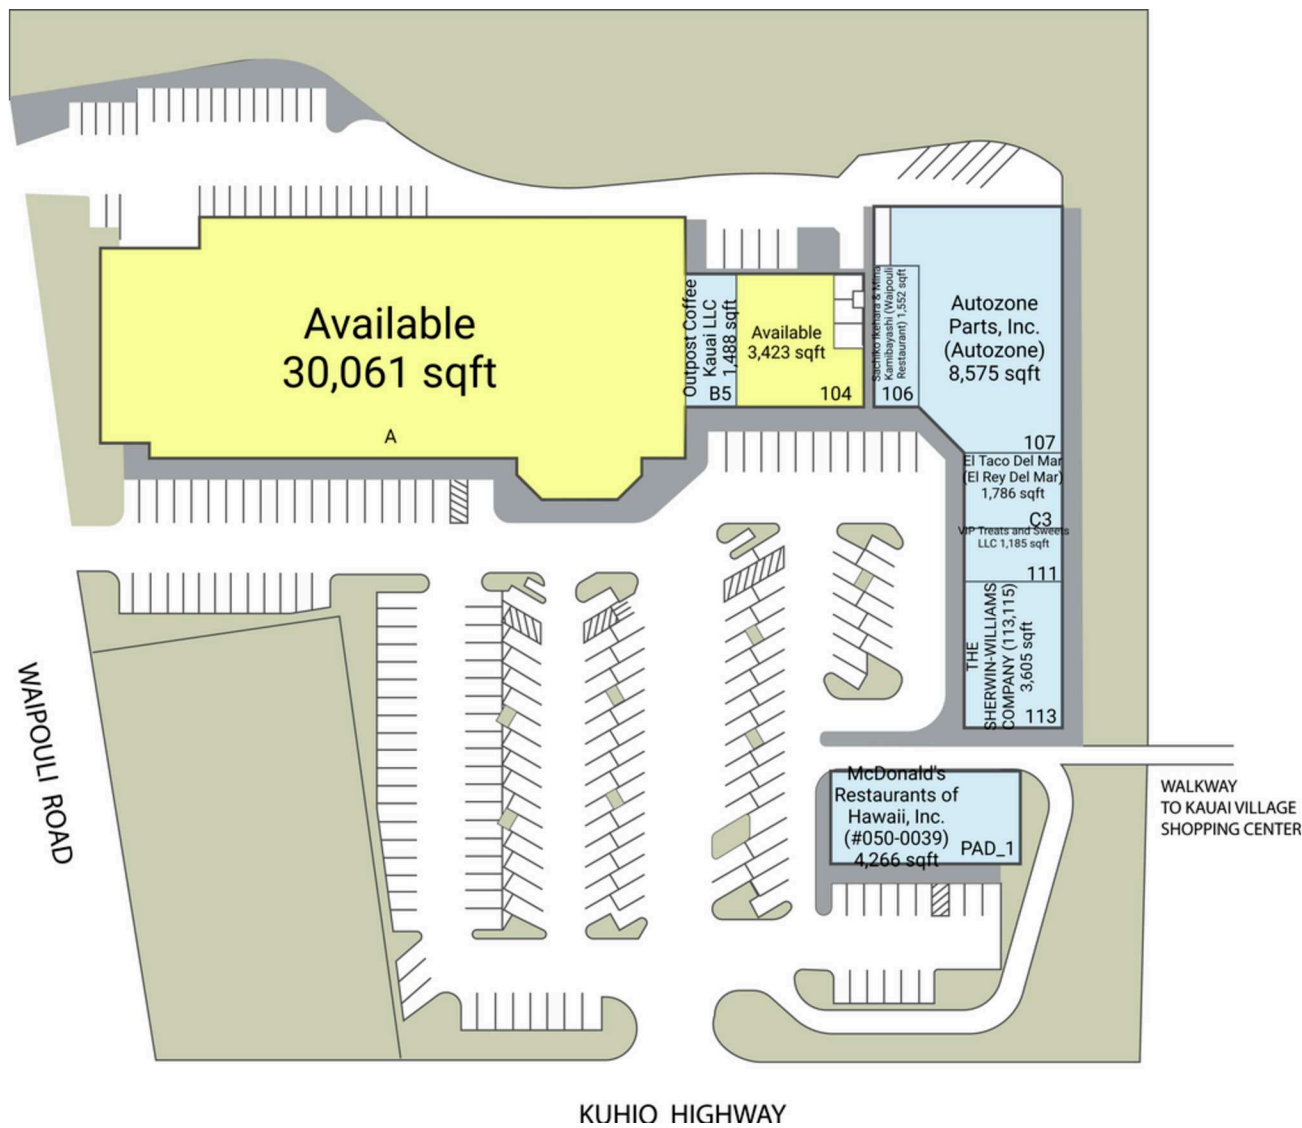 Available
30,061 sqft
A
Outpost Coffee
Kauai LLC
1,488 sqft
B5
Available
3,423 sqft
104
Sachiko Ikehara & Mina
Kamibayashi (Waipouli
Restaurant) 1,552 sqft
106
Autozone
Parts, Inc.
(Autozone)
8,575 sqft
107
El Taco Del Mar
(El Rey Del Mar)
1,786 sqft
C3
VIP Treats and Sweets
LLC 1,185 sqft
111
THE
SHERWIN-WILLIAMS
COMPANY (113,115)
3,605 sqft
113
McDonald's
Restaurants of
Hawaii, Inc.
(#050-0039)
4,266 sqft
PAD_1
WALKWAY
TO KAUAI VILLAGE
SHOPPING CENTER
WAIPOULI ROAD
KUHIO HIGHWAY